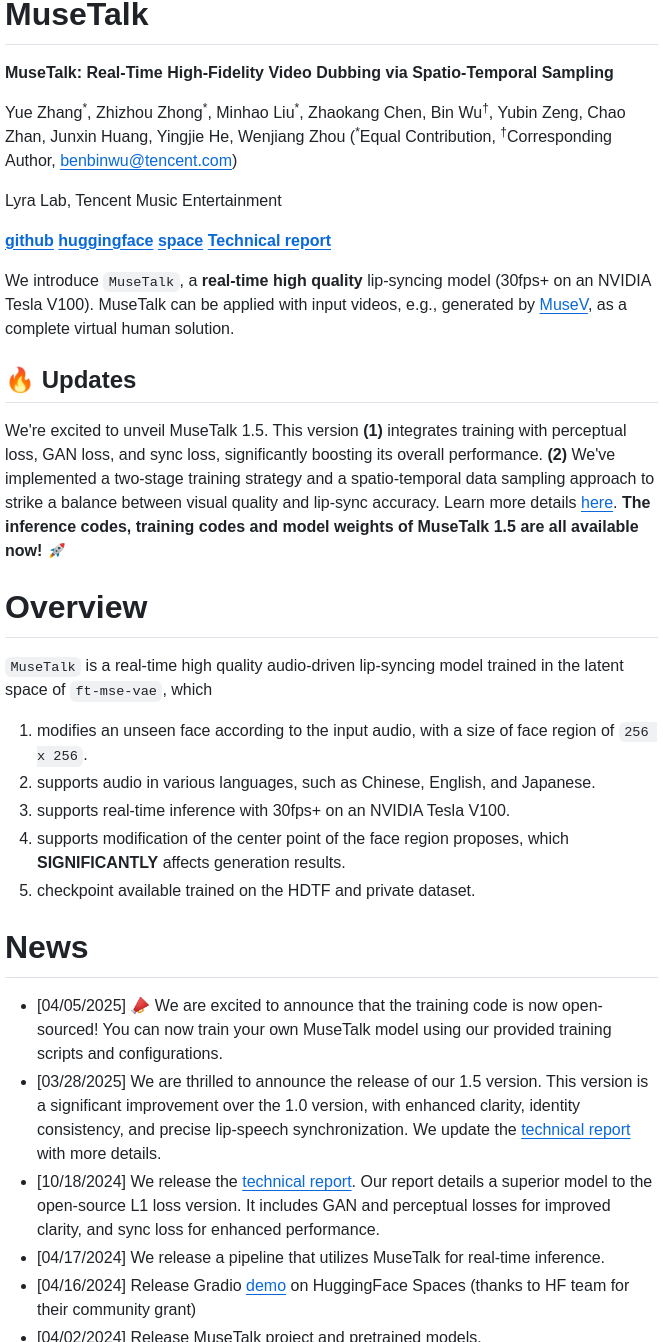 MuseTalk
MuseTalk: Real-Time High-Fidelity Video Dubbing via Spatio-Temporal Sampling
Yue Zhang*, Zhizhou Zhong*, Minhao Liu*, Zhaokang Chen, Bin Wu†, Yubin Zeng, Chao
Zhan, Junxin Huang, Yingjie He, Wenjiang Zhou (*Equal Contribution, †Corresponding
Author, benbinwu@tencent.com)
Lyra Lab, Tencent Music Entertainment
github huggingface space Technical report
We introduce MuseTalk, a real-time high quality lip-syncing model (30fps+ on an NVIDIA
Tesla V100). MuseTalk can be applied with input videos, e.g., generated by MuseV, as a
complete virtual human solution.
🔥 Updates
We're excited to unveil MuseTalk 1.5. This version (1) integrates training with perceptual
loss, GAN loss, and sync loss, significantly boosting its overall performance. (2) We've
implemented a two-stage training strategy and a spatio-temporal data sampling approach to
strike a balance between visual quality and lip-sync accuracy. Learn more details here. The
inference codes, training codes and model weights of MuseTalk 1.5 are all available
now! 🚀
Overview
MuseTalk is a real-time high quality audio-driven lip-syncing model trained in the latent
space of ft-mse-vae, which
1. modifies an unseen face according to the input audio, with a size of face region of 256
x 256.
2. supports audio in various languages, such as Chinese, English, and Japanese.
3. supports real-time inference with 30fps+ on an NVIDIA Tesla V100.
4. supports modification of the center point of the face region proposes, which
SIGNIFICANTLY affects generation results.
5. checkpoint available trained on the HDTF and private dataset.
News
• [04/05/2025] 📣 We are excited to announce that the training code is now open-
sourced! You can now train your own MuseTalk model using our provided training
scripts and configurations.
• [03/28/2025] We are thrilled to announce the release of our 1.5 version. This version is
a significant improvement over the 1.0 version, with enhanced clarity, identity
consistency, and precise lip-speech synchronization. We update the technical report
with more details.
• [10/18/2024] We release the technical report. Our report details a superior model to the
open-source L1 loss version. It includes GAN and perceptual losses for improved
clarity, and sync loss for enhanced performance.
• [04/17/2024] We release a pipeline that utilizes MuseTalk for real-time inference.
• [04/16/2024] Release Gradio demo on HuggingFace Spaces (thanks to HF team for
their community grant)
• [04/02/2024] Release MuseTalk project and pretrained models.